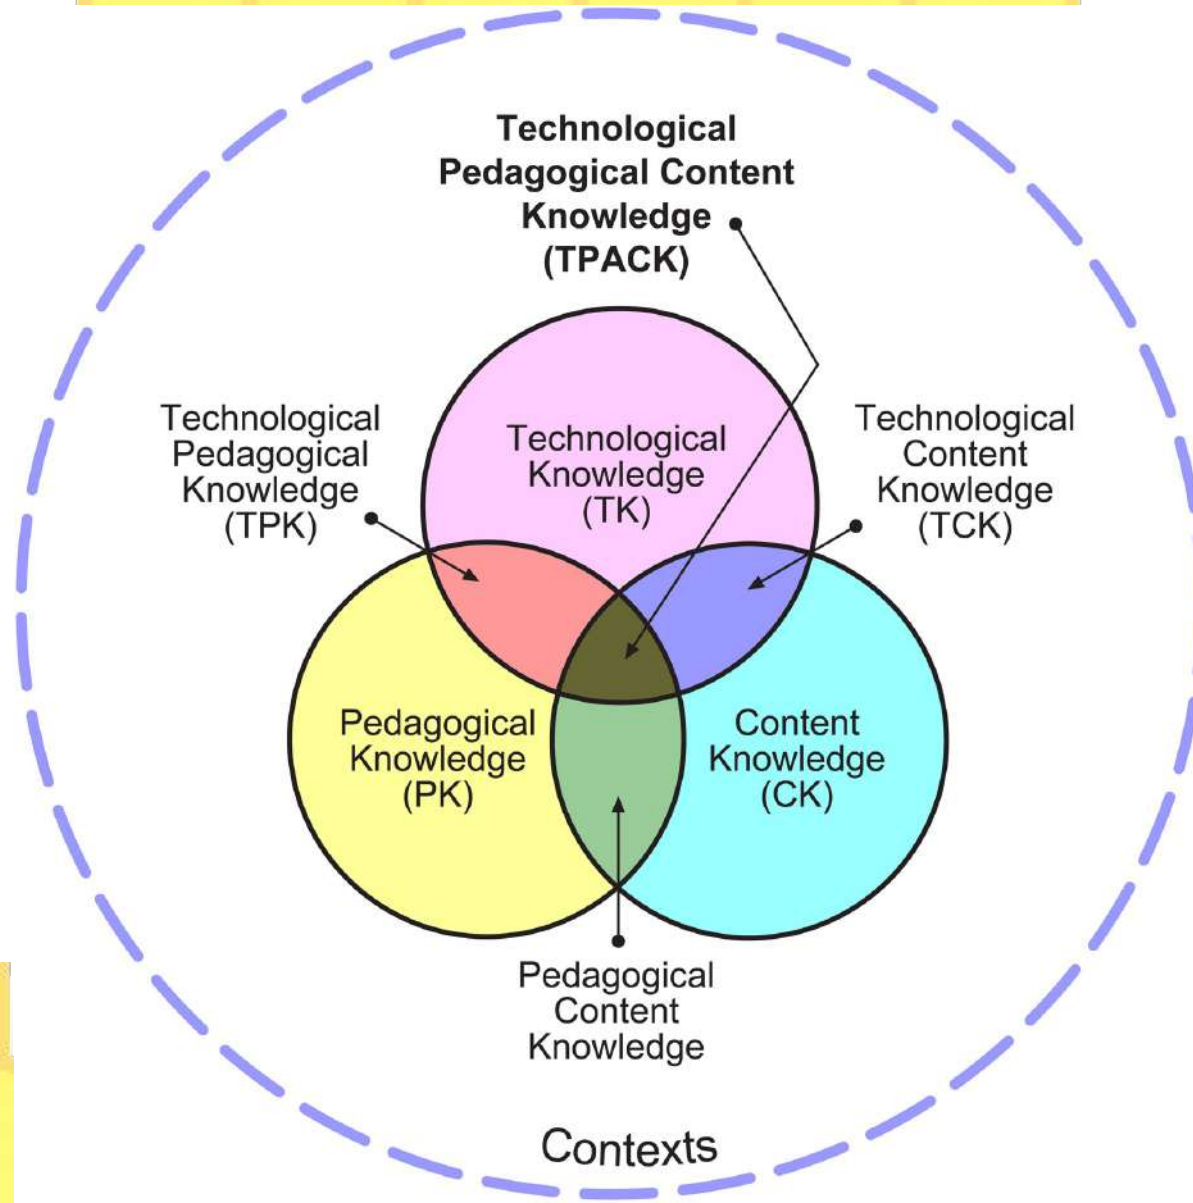 Technological
Pedagogical Content
Knowledge
(TPACK)
Technological
Pedagogical
Knowledge
(TPK)
Technological
Knowledge
(TK)
Technological
Content
Knowledge
(TCK)
Pedagogical
Knowledge
(PK)
Content
Knowledge
(CK)
Pedagogical
Content
Knowledge
Contexts